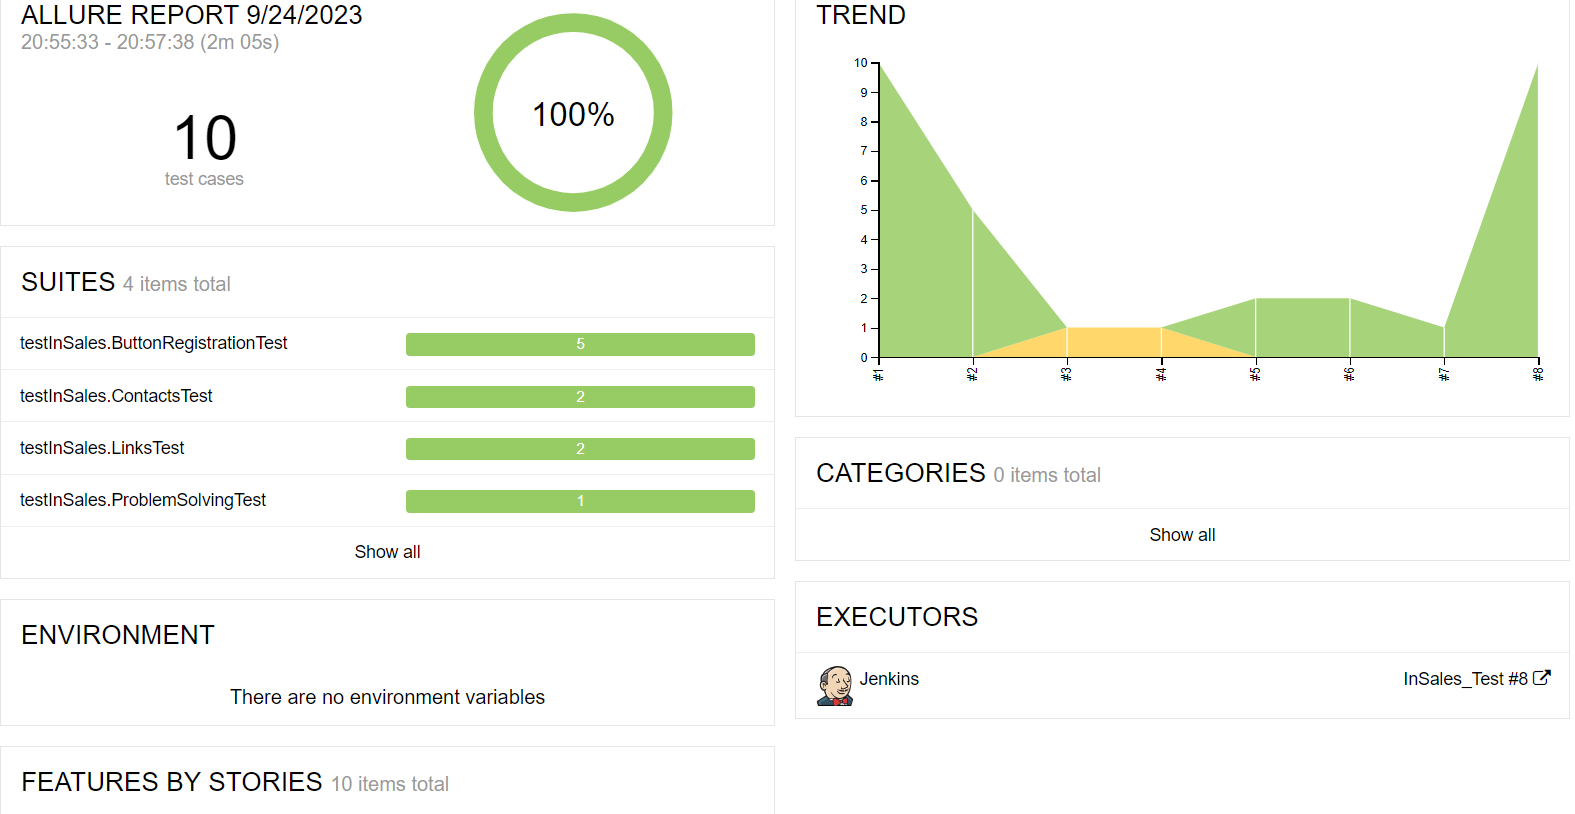 ALLURE REPORT 9/24/2023
20:55:33 - 20:57:38 (2m 05s)
10
test cases
100%
SUITES 4 items total
testInSales.ButtonRegistrationTest 5
testInSales.ContactsTest 2
testInSales.LinksTest 2
testInSales.ProblemSolvingTest 1
Show all
ENVIRONMENT
There are no environment variables
FEATURES BY STORIES 10 items total
TREND
10
9
8
7
6
5
4
3
2
1
0
#1 #2 #3 #4 #5 #6 #7 #8
CATEGORIES 0 items total
Show all
EXECUTORS
Jenkins InSales_Test #8